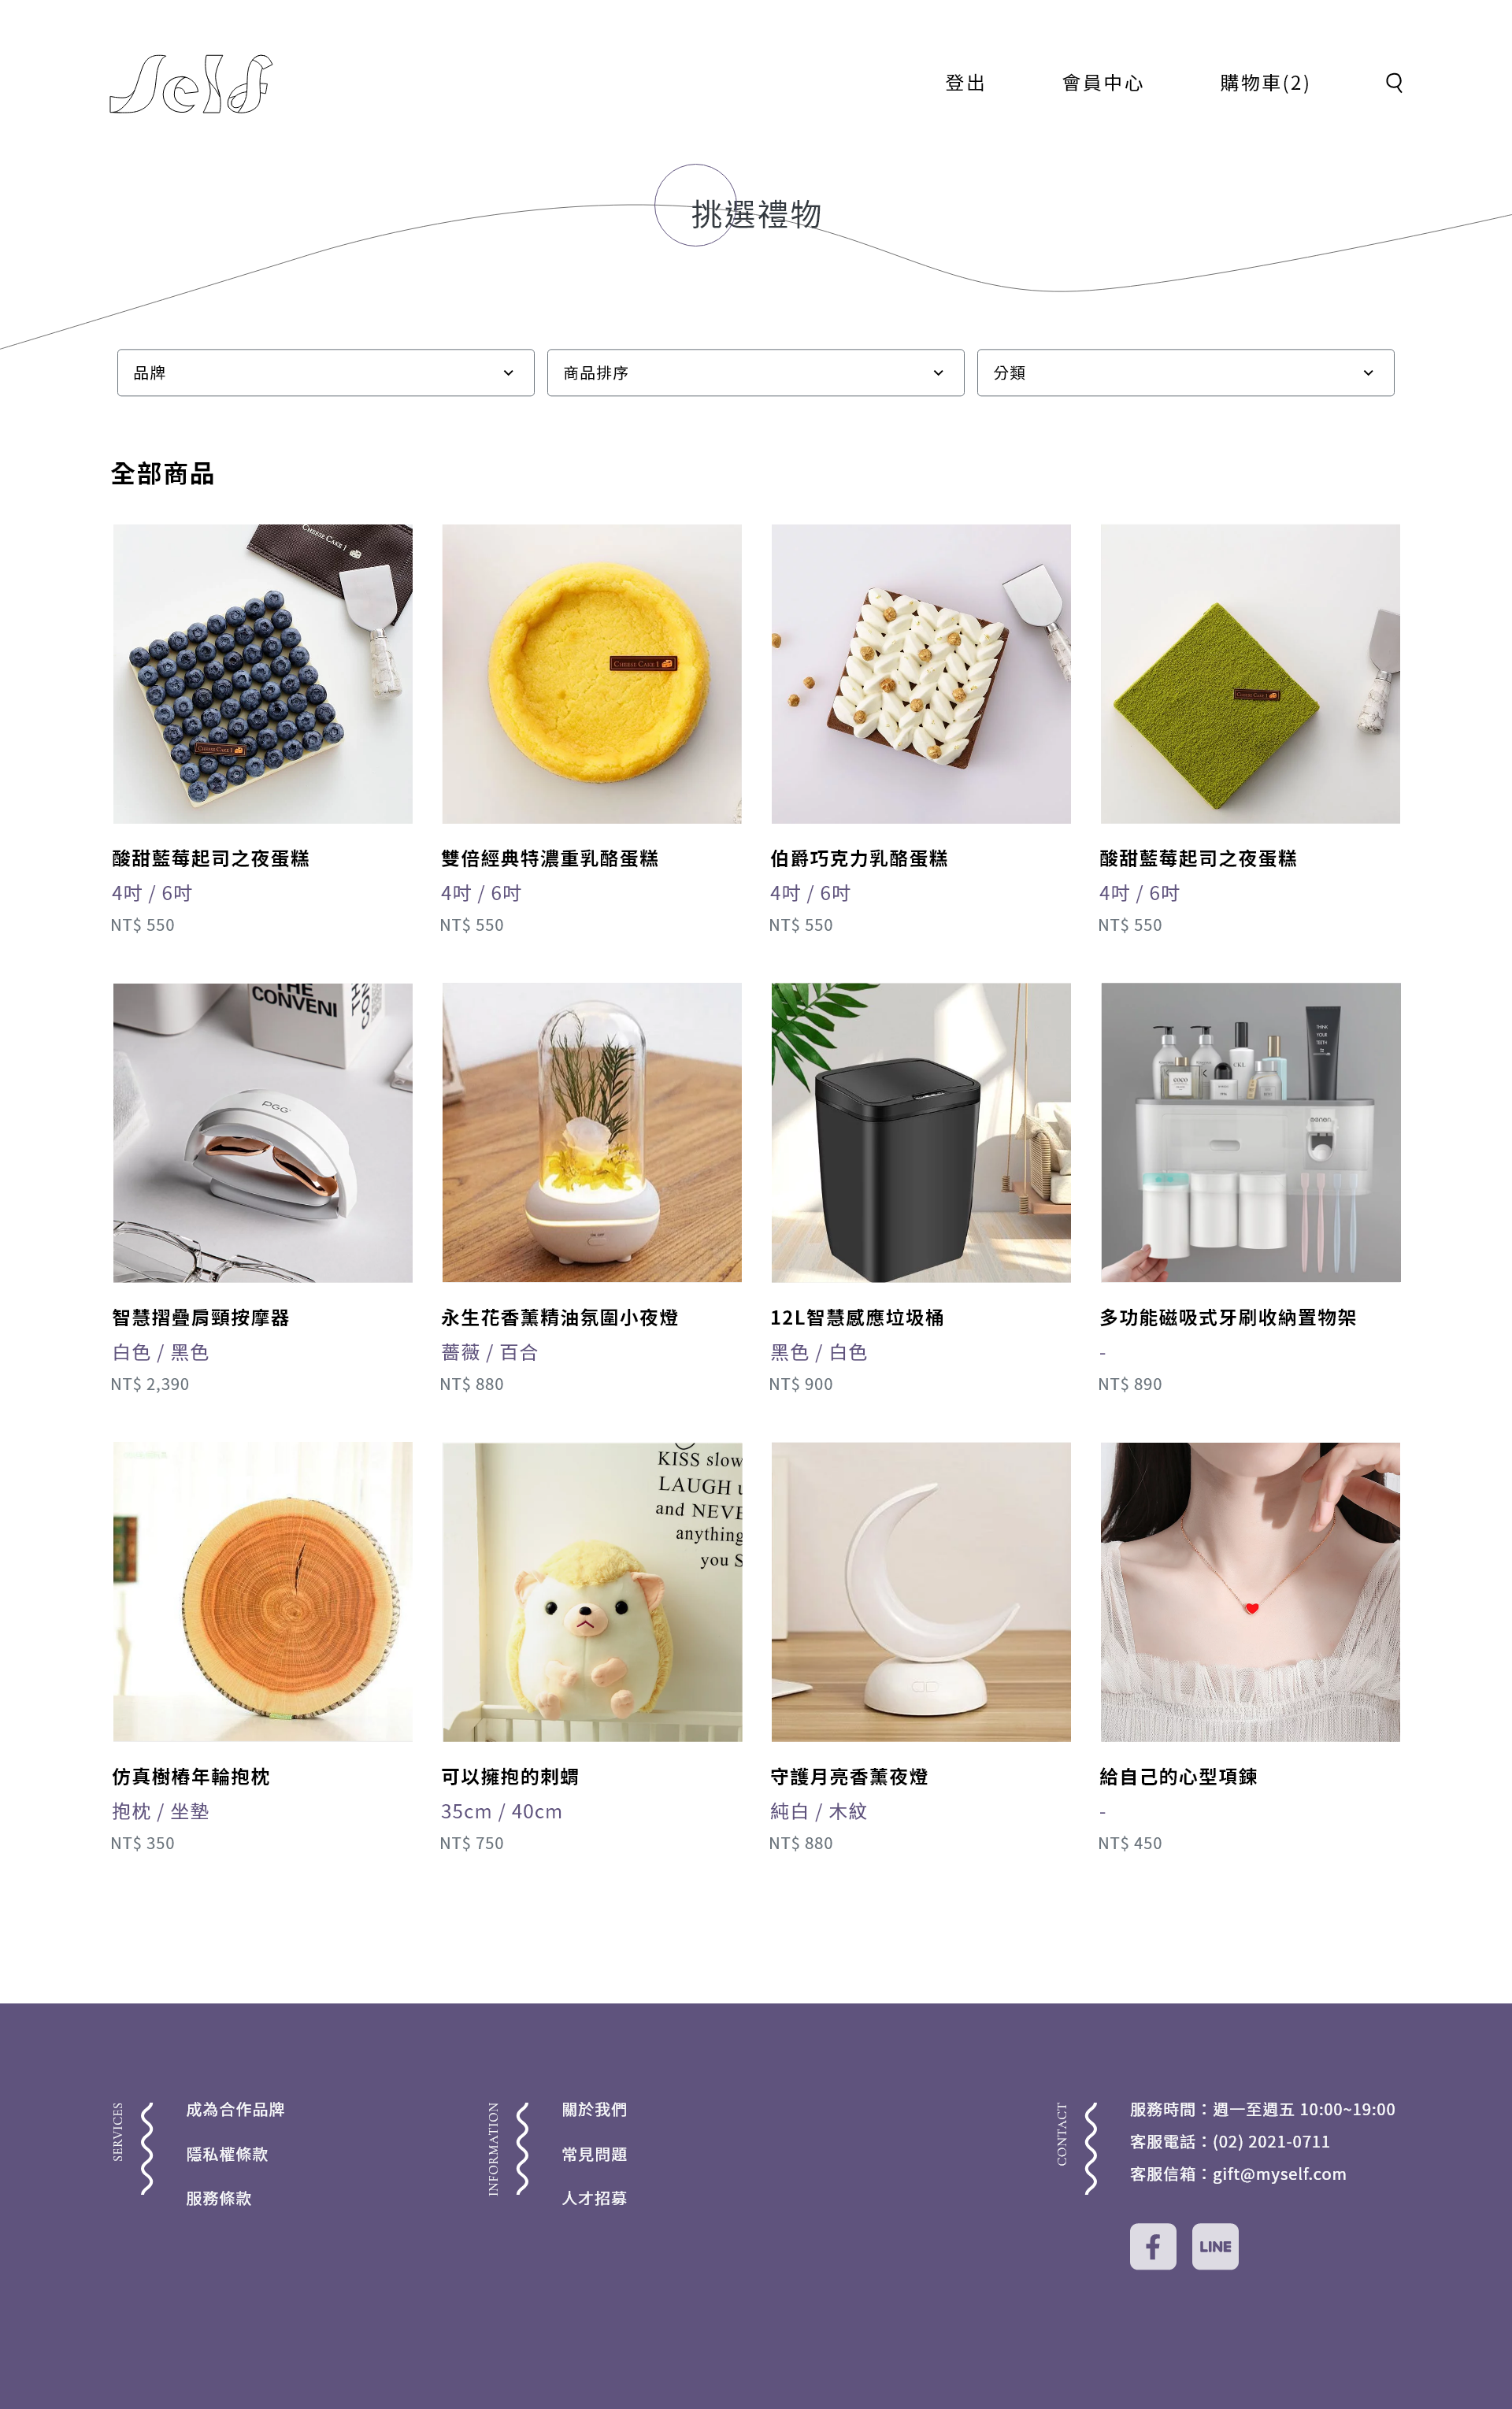 Self
登出
會員中心
購物車(2)
挑選禮物
品牌
商品排序
分類
全部商品
CHEESE CAKE 1
CHEESE CAKE 1
CHEESE CAKE 1
CHEESE CAKE 1
酸甜藍莓起司之夜蛋糕
4吋 / 6吋
NT$ 550
雙倍經典特濃重乳酪蛋糕
4吋 / 6吋
NT$ 550
伯爵巧克力乳酪蛋糕
4吋 / 6吋
NT$ 550
酸甜藍莓起司之夜蛋糕
4吋 / 6吋
NT$ 550
THE
CONVENI
PGG
THINK
YOUR
TEETH
智慧摺疊肩頸按摩器
白色 / 黑色
NT$ 2,390
永生花香薰精油氛圍小夜燈
薔薇 / 百合
NT$ 880
12L智慧感應垃圾桶
黑色 / 白色
NT$ 900
多功能磁吸式牙刷收納置物架
-
NT$ 890
KISS slow
LAUGH
and NEVE
anything
you S
仿真樹樁年輪抱枕
抱枕 / 坐墊
NT$ 350
可以擁抱的刺蝟
35cm / 40cm
NT$ 750
守護月亮香薰夜燈
純白 / 木紋
NT$ 880
給自己的心型項鍊
-
NT$ 450
SERVICES
成為合作品牌
隱私權條款
服務條款
INFORMATION
關於我們
常見問題
人才招募
CONTACT
服務時間：週一至週五 10:00~19:00
客服電話：(02) 2021-0711
客服信箱：gift@myself.com
LINE